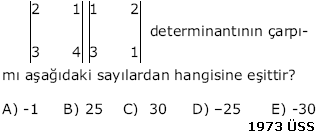 |2 1| |1 2|
determinantının çarpı-
|3 4| |3 1|
mı aşağıdaki sayılardan hangisine eşittir?
A) -1 B) 25 C) 30 D) –25 E) -30
1973 ÜSS